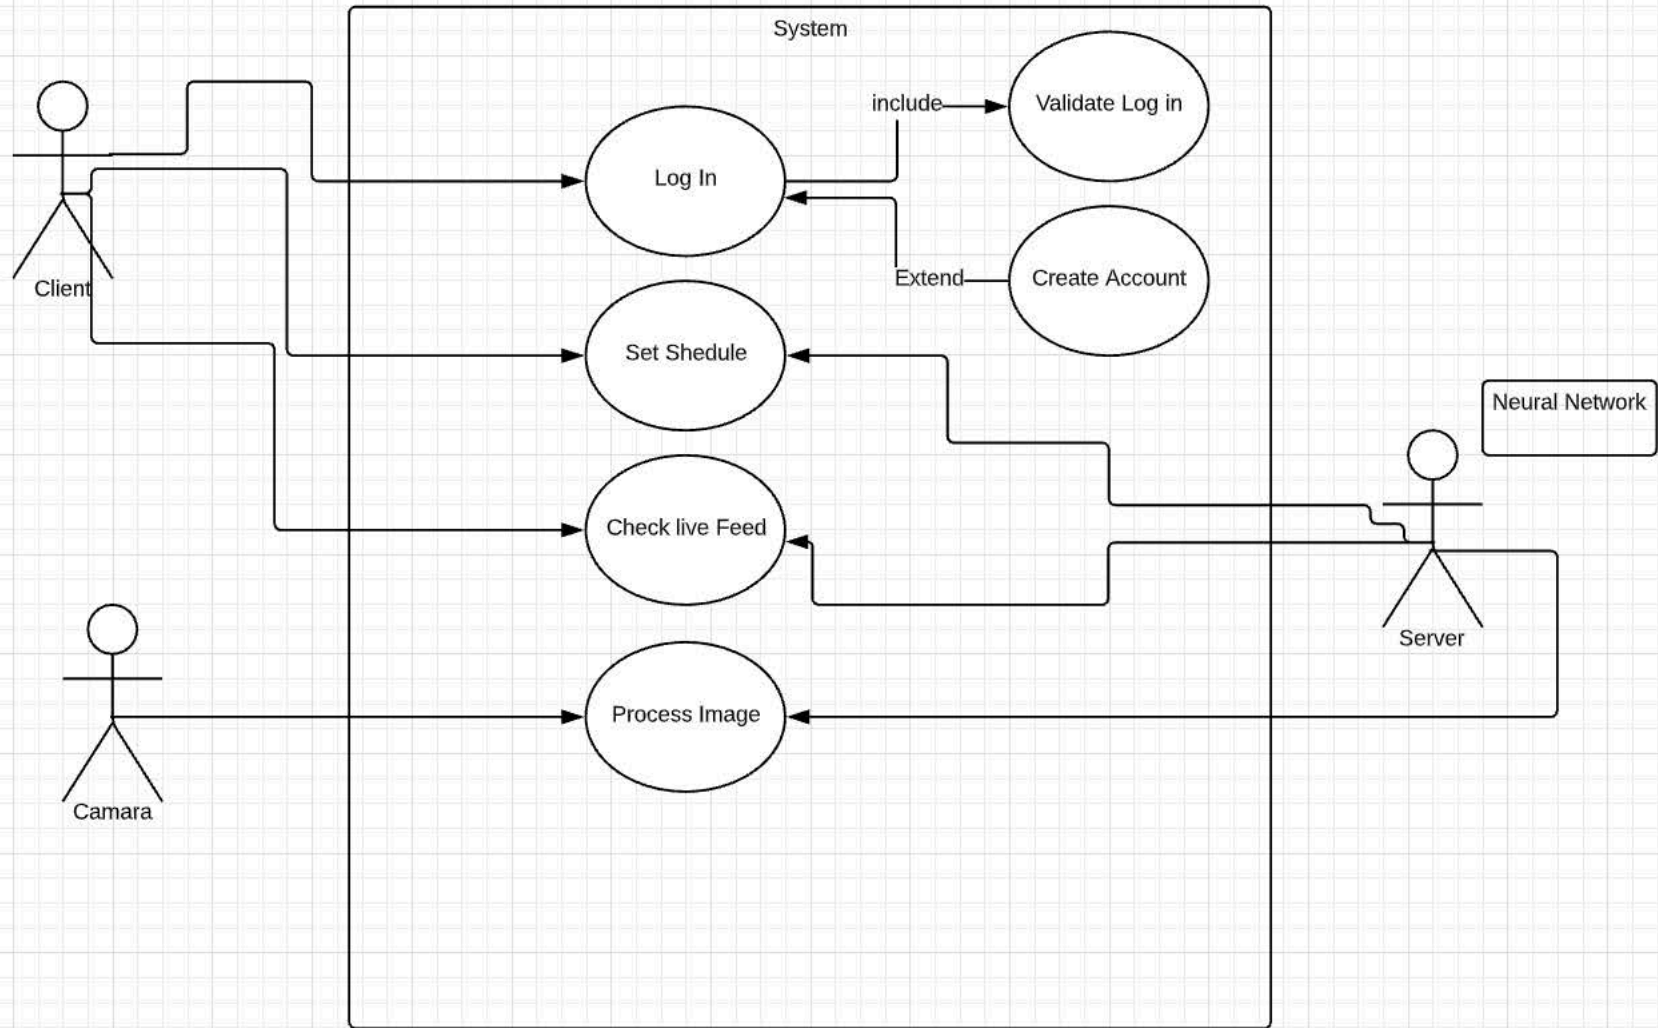 System
include
Validate Log in
Log In
Extend
Create Account
Client
Set Shedule
Neural Network
Check live Feed
Server
Process Image
Camara